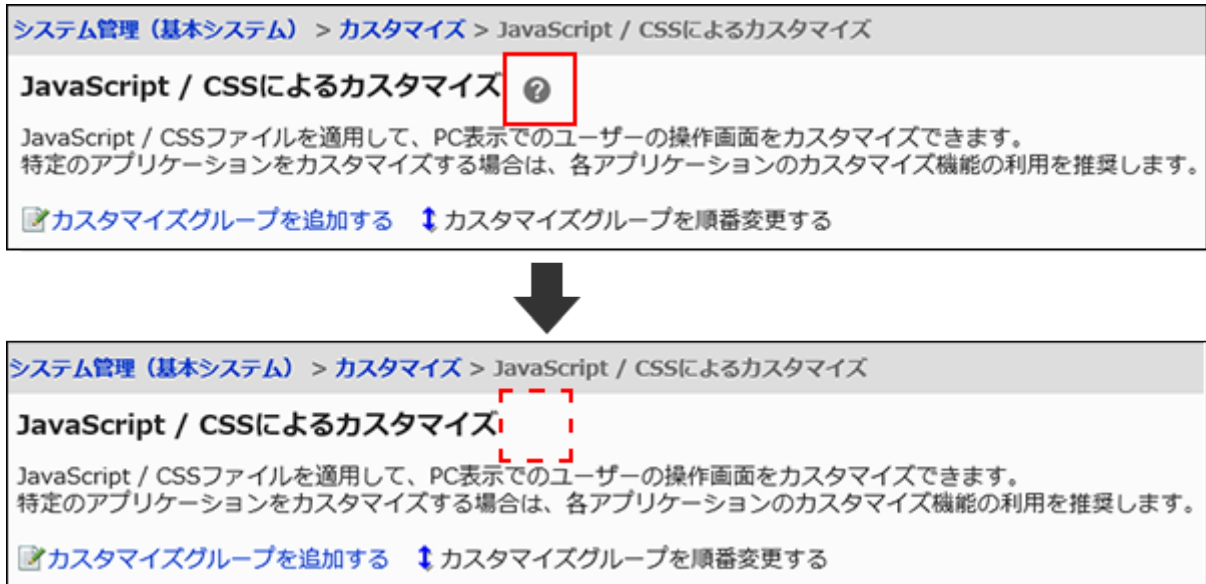 システム管理（基本システム） > カスタマイズ > JavaScript / CSSによるカスタマイズ
JavaScript / CSSによるカスタマイズ ?
JavaScript / CSSファイルを適用して、PC表示でのユーザーの操作画面をカスタマイズできます。
特定のアプリケーションをカスタマイズする場合は、各アプリケーションのカスタマイズ機能の利用を推奨します。
カスタマイズグループを追加する カスタマイズグループを順番変更する
システム管理（基本システム） > カスタマイズ > JavaScript / CSSによるカスタマイズ
JavaScript / CSSによるカスタマイズ
JavaScript / CSSファイルを適用して、PC表示でのユーザーの操作画面をカスタマイズできます。
特定のアプリケーションをカスタマイズする場合は、各アプリケーションのカスタマイズ機能の利用を推奨します。
カスタマイズグループを追加する カスタマイズグループを順番変更する